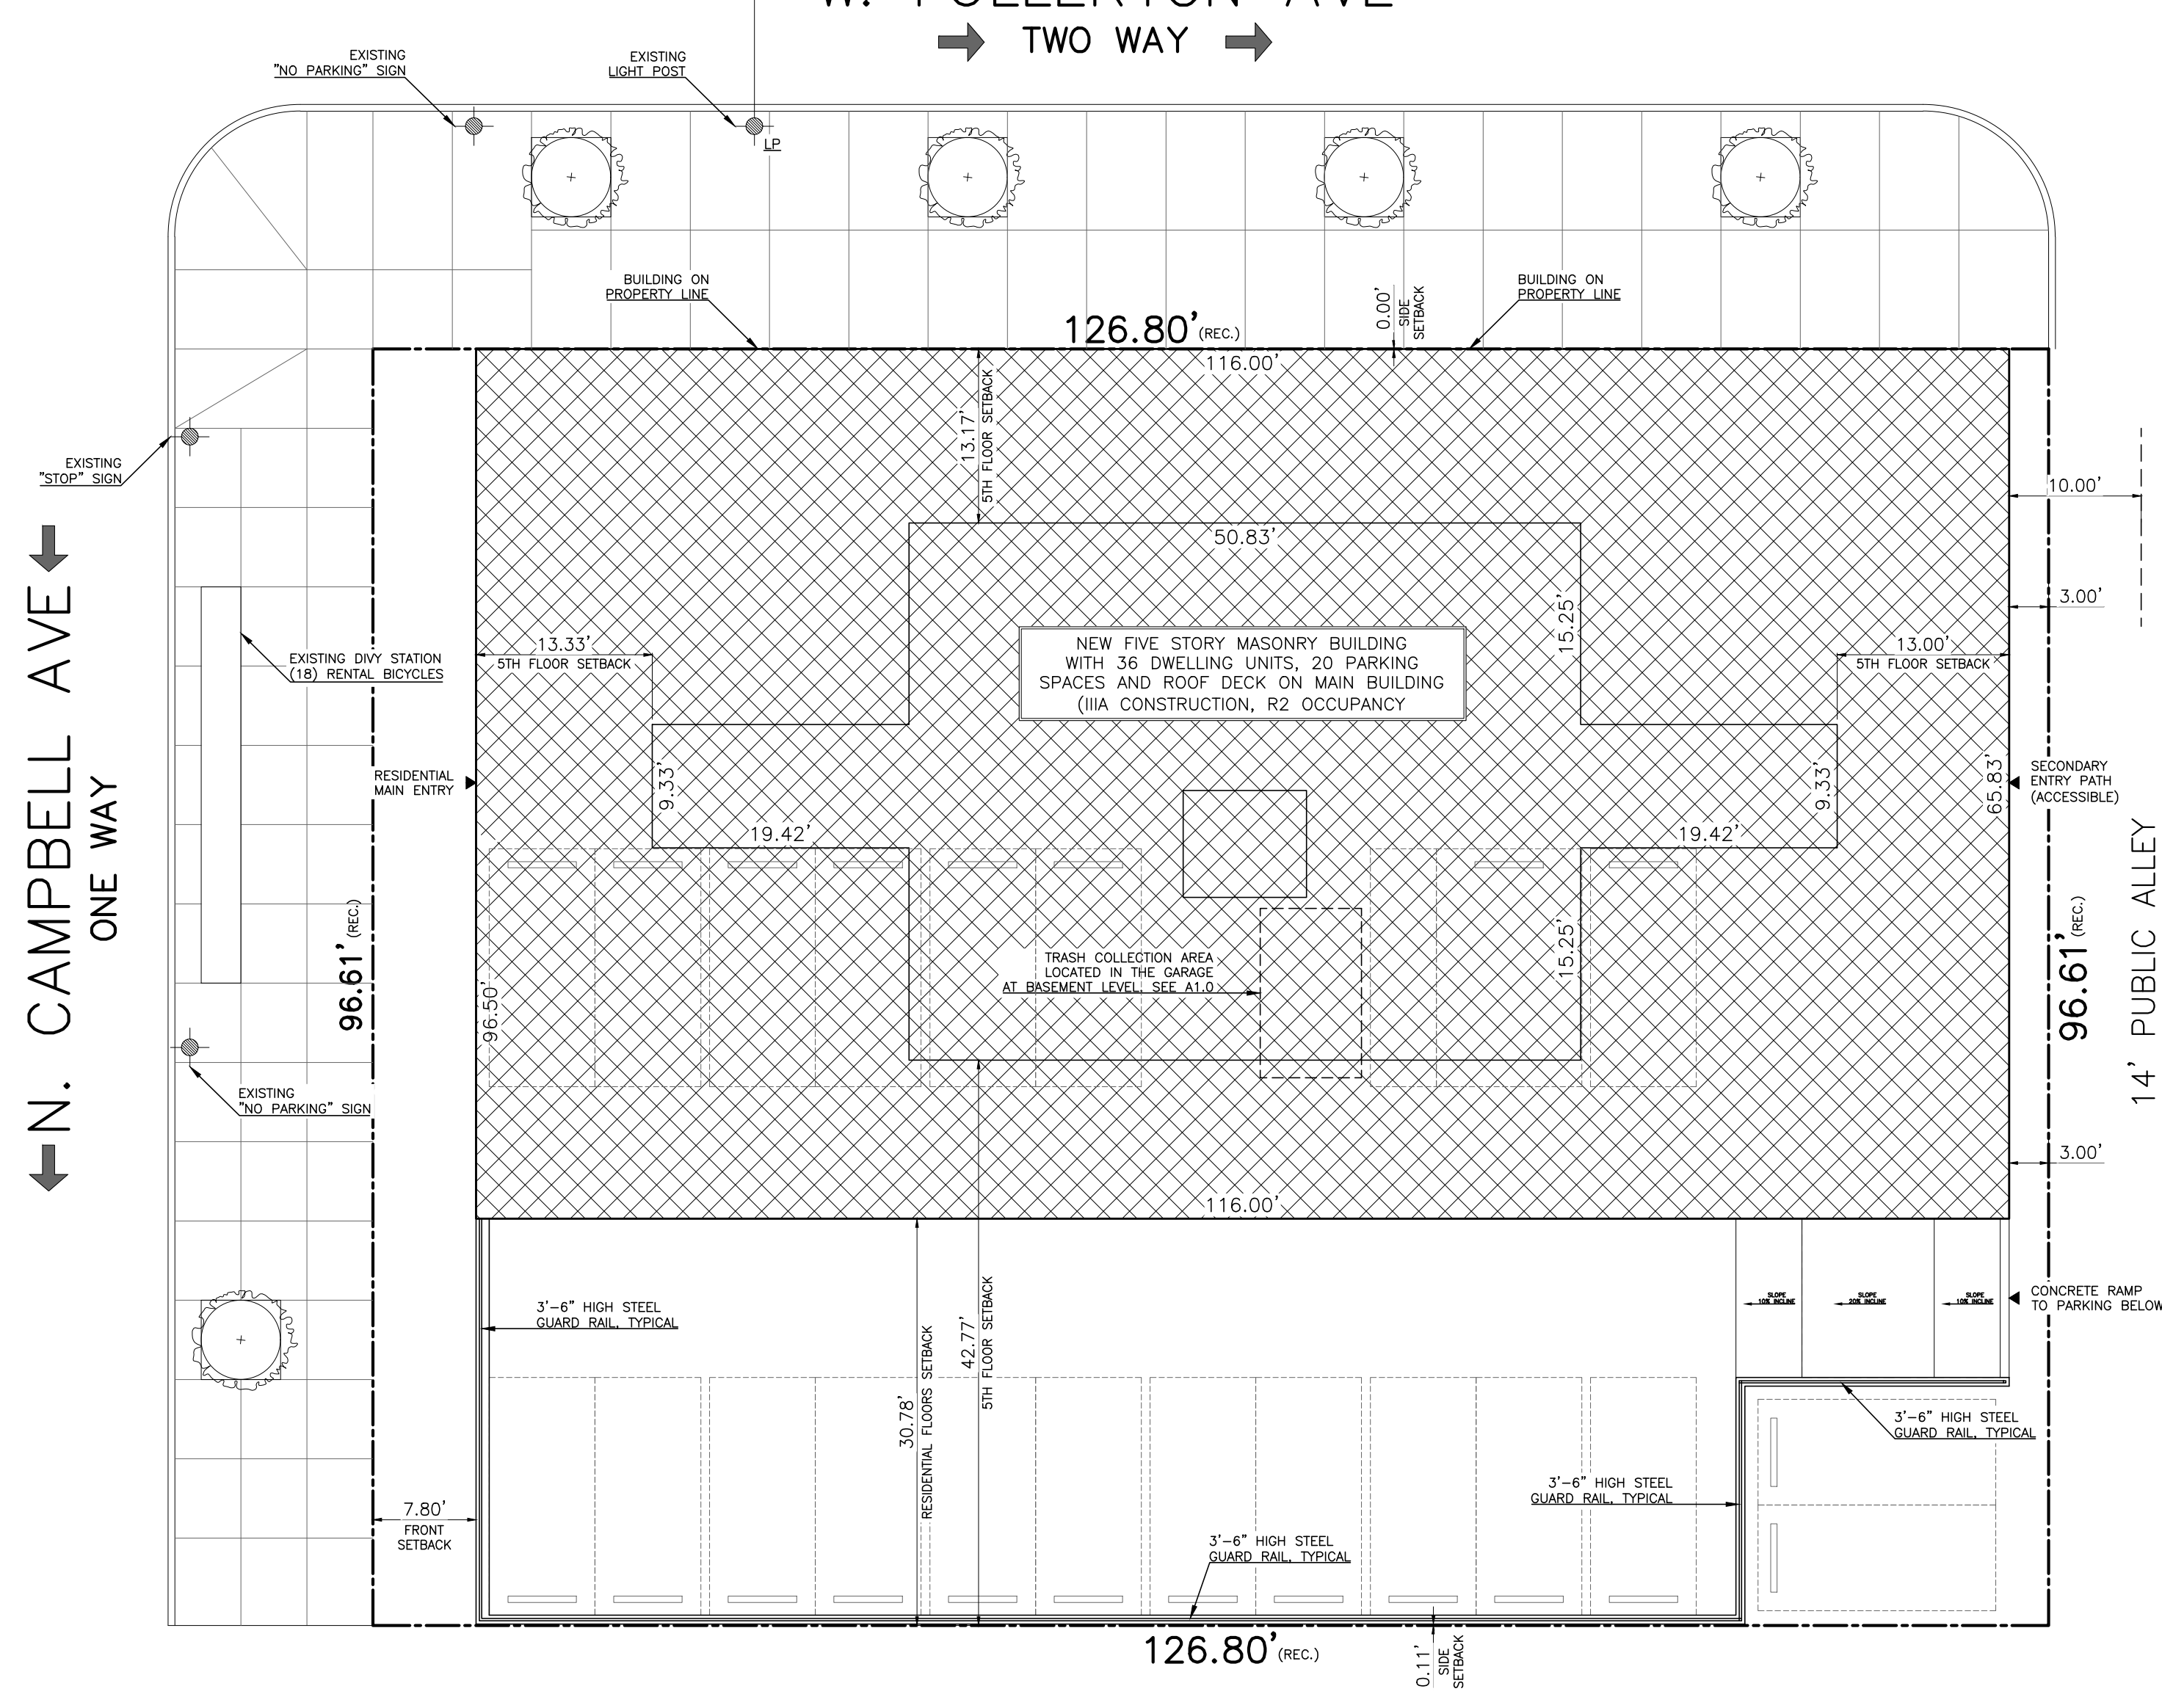 TWO WAY
EXISTING
"NO PARKING" SIGN
EXISTING
LIGHT POST
LP
BUILDING ON
PROPERTY LINE
126.80' (REC.)
0.00'
SIDE
SETBACK
BUILDING ON
PROPERTY LINE
116.00'
13.17'
5TH FLOOR SETBACK
EXISTING
"STOP" SIGN
10.00'
50.83'
N. CAMPBELL AVE
ONE WAY
EXISTING DIVY STATION
(18) RENTAL BICYCLES
13.33'
5TH FLOOR SETBACK
15.25'
NEW FIVE STORY MASONRY BUILDING
WITH 36 DWELLING UNITS, 20 PARKING
SPACES AND ROOF DECK ON MAIN BUILDING
(IIIA CONSTRUCTION, R2 OCCUPANCY
3.00'
13.00'
5TH FLOOR SETBACK
RESIDENTIAL
MAIN ENTRY
9.33'
9.33'
65.83'
SECONDARY
ENTRY PATH
(ACCESSIBLE)
19.42'
19.42'
14' PUBLIC ALLEY
96.61' (REC.)
96.50'
TRASH COLLECTION AREA
LOCATED IN THE GARAGE
AT BASEMENT LEVEL. SEE A1.0
15.25'
96.61' (REC.)
EXISTING
"NO PARKING" SIGN
3.00'
116.00'
3'-6" HIGH STEEL
GUARD RAIL, TYPICAL
30.78'
RESIDENTIAL FLOORS SETBACK
42.77'
5TH FLOOR SETBACK
SLOPE
10% INCLINE
SLOPE
20% INCLINE
SLOPE
10% INCLINE
CONCRETE RAMP
TO PARKING BELOW
3'-6" HIGH STEEL
GUARD RAIL, TYPICAL
3'-6" HIGH STEEL
GUARD RAIL, TYPICAL
7.80'
FRONT
SETBACK
3'-6" HIGH STEEL
GUARD RAIL, TYPICAL
126.80' (REC.)
0.11'
SIDE
SETBACK